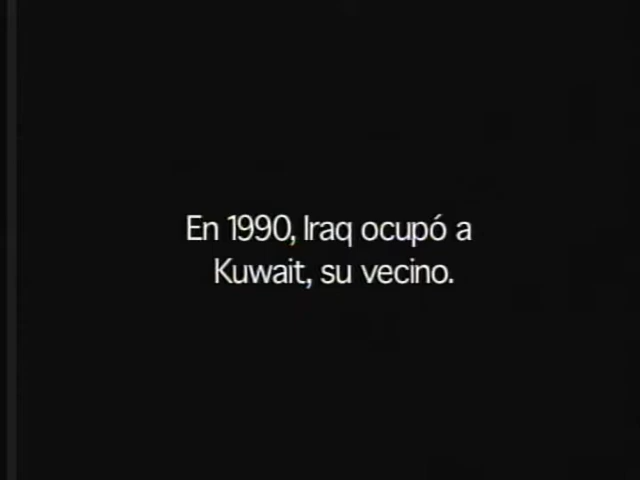 En 1990, Iraq ocupó a
Kuwait, su vecino.